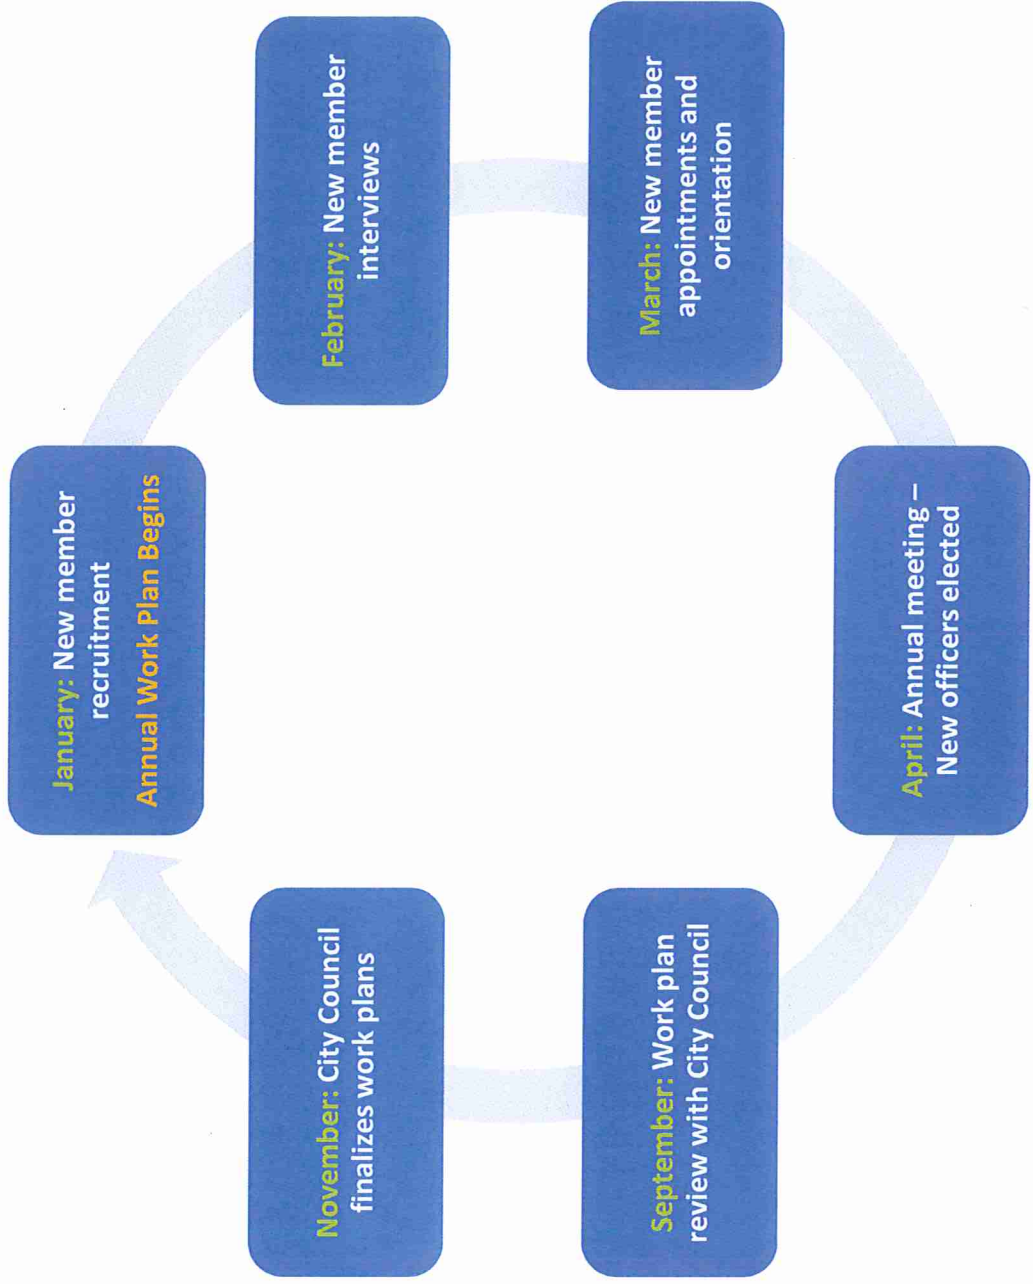 January: New member
recruitment
Annual Work Plan Begins
February: New member
interviews
March: New member
appointments and
orientation
April: Annual meeting –
New officers elected
September: Work plan
review with City Council
November: City Council
finalizes work plans